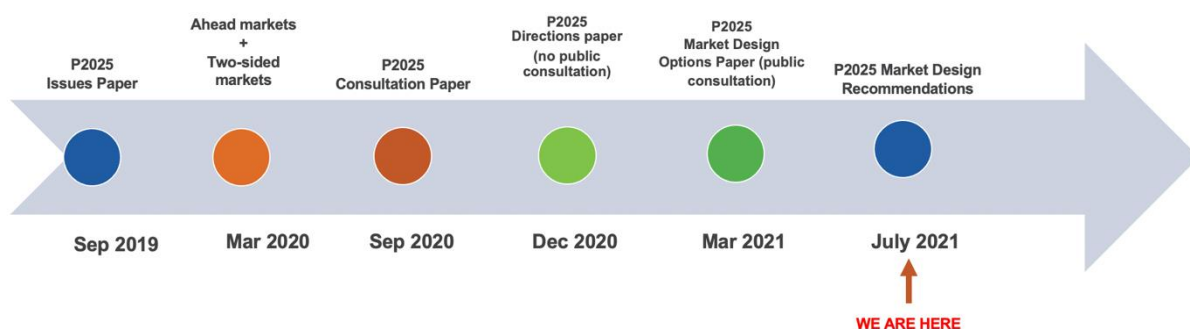 P2025
Issues Paper
Ahead markets
+
Two-sided
markets
P2025
Consultation Paper
P2025
Directions paper
(no public
consultation)
P2025
Market Design
Options Paper (public
consultation)
P2025 Market Design
Recommendations
Sep 2019
Mar 2020
Sep 2020
Dec 2020
Mar 2021
July 2021
WE ARE HERE